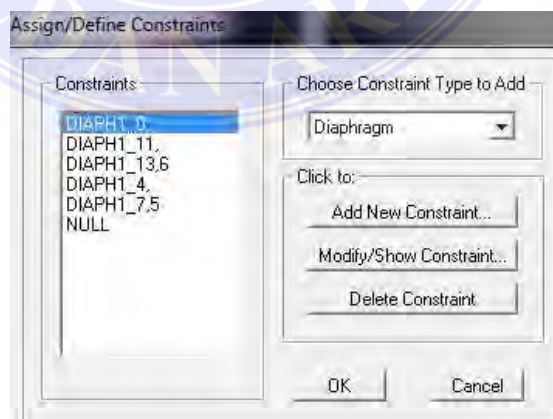 Assign/Define Constraints
Constraints
DIAPH1_0,
DIAPH1_11,
DIAPH1_13,6
DIAPH1_4,
DIAPH1_7,5
NULL
Choose Constraint Type to Add
Diaphragm
Click to:
Add New Constraint...
Modify/Show Constraint...
Delete Constraint
OK
Cancel